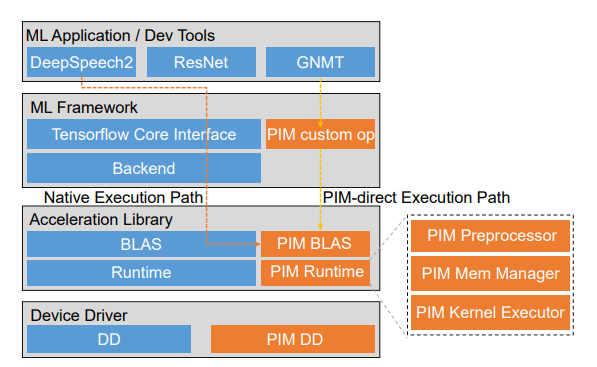 ML Application / Dev Tools
DeepSpeech2
ResNet
GNMT
ML Framework
Tensorflow Core Interface
PIM custom op
Backend
Native Execution Path
PIM-direct Execution Path
Acceleration Library
BLAS
PIM BLAS
Runtime
PIM Runtime
PIM Preprocessor
PIM Mem Manager
PIM Kernel Executor
Device Driver
DD
PIM DD